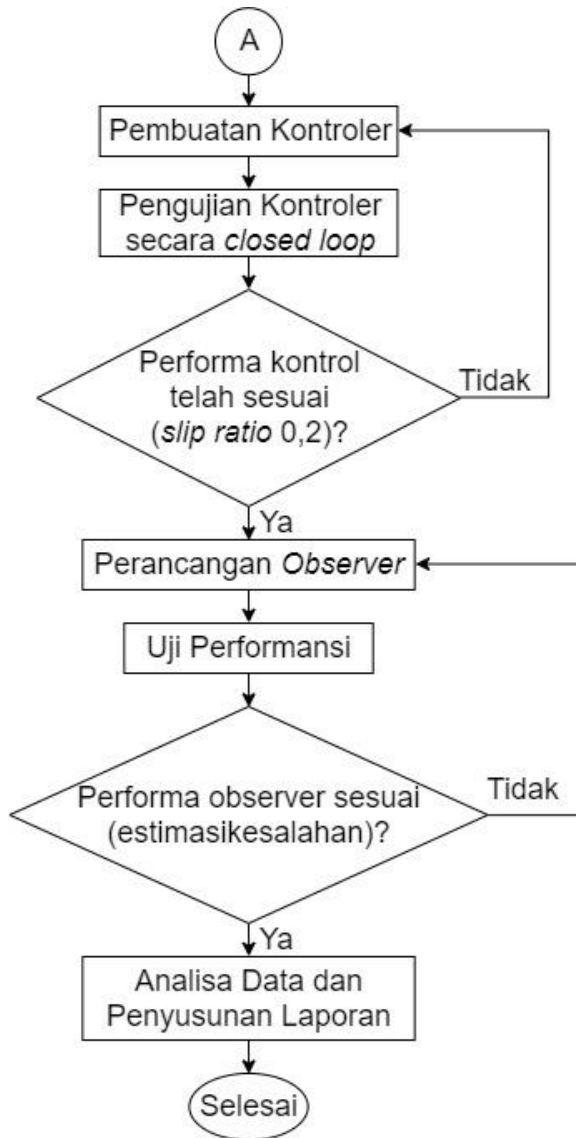 A
Pembuatan Kontroler
Pengujian Kontroler
secara closed loop
Performa kontrol
telah sesuai
(slip ratio 0,2)?
Tidak
Ya
Perancangan Observer
Uji Performansi
Performa observer sesuai
(estimasikesalahan)?
Tidak
Ya
Analisa Data dan
Penyusunan Laporan
Selesai